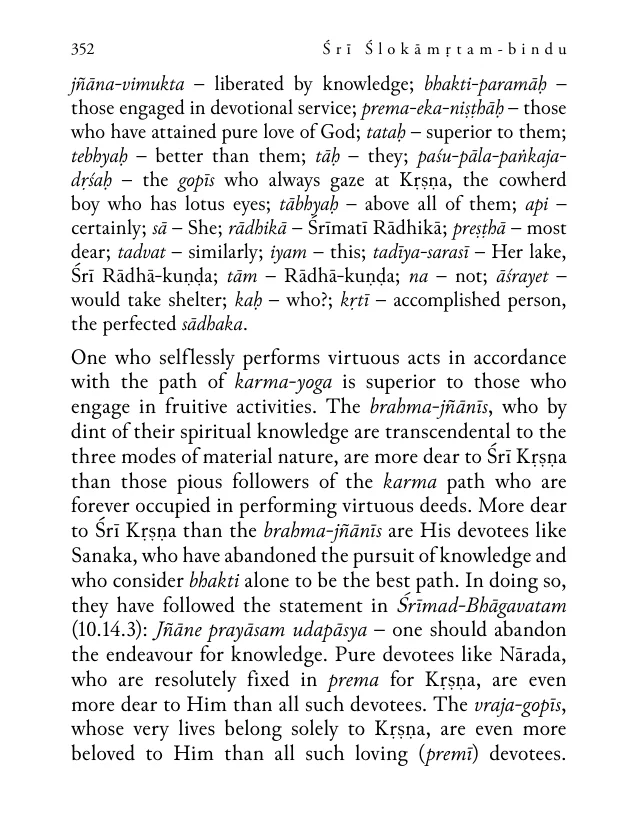 352 Śrī Ślokāmṛtam-bindu
jñāna-vimukta – liberated by knowledge; bhakti-paramāḥ –
those engaged in devotional service; prema-eka-niṣṭhāḥ – those
who have attained pure love of God; tataḥ – superior to them;
tebhyaḥ – better than them; tāḥ – they; paśu-pāla-paṅkaja-
dṛśaḥ – the gopīs who always gaze at Kṛṣṇa, the cowherd
boy who has lotus eyes; tābhyaḥ – above all of them; api –
certainly; sā – She; rādhikā – Śrīmatī Rādhikā; preṣṭhā – most
dear; tadvat – similarly; iyam – this; tadīya-sarasī – Her lake,
Śrī Rādhā-kuṇḍa; tām – Rādhā-kuṇḍa; na – not; āśrayet –
would take shelter; kaḥ – who?; kṛtī – accomplished person,
the perfected sādhaka.
One who selflessly performs virtuous acts in accordance
with the path of karma-yoga is superior to those who
engage in fruitive activities. The brahma-jñānīs, who by
dint of their spiritual knowledge are transcendental to the
three modes of material nature, are more dear to Śrī Kṛṣṇa
than those pious followers of the karma path who are
forever occupied in performing virtuous deeds. More dear
to Śrī Kṛṣṇa than the brahma-jñānīs are His devotees like
Sanaka, who have abandoned the pursuit of knowledge and
who consider bhakti alone to be the best path. In doing so,
they have followed the statement in Śrīmad-Bhāgavatam
(10.14.3): Jñāne prayāsam udapāsya – one should abandon
the endeavour for knowledge. Pure devotees like Nārada,
who are resolutely fixed in prema for Kṛṣṇa, are even
more dear to Him than all such devotees. The vraja-gopīs,
whose very lives belong solely to Kṛṣṇa, are even more
beloved to Him than all such loving (premī) devotees.